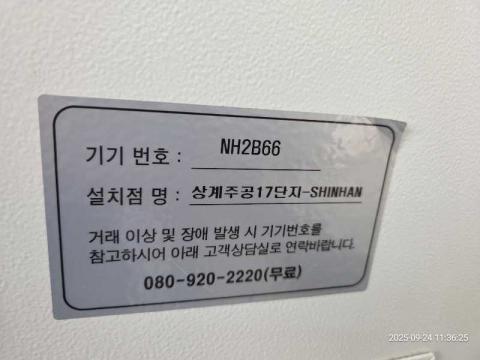 기기 번호 : NH2B66
설치점 명 : 상계주공17단지-SHINHAN
거래 이상 및 장애 발생 시 기기번호를
참고하시어 아래 고객상담실로 연락바랍니다.
080-920-2220(무료)
2025-09-24 11:36:25